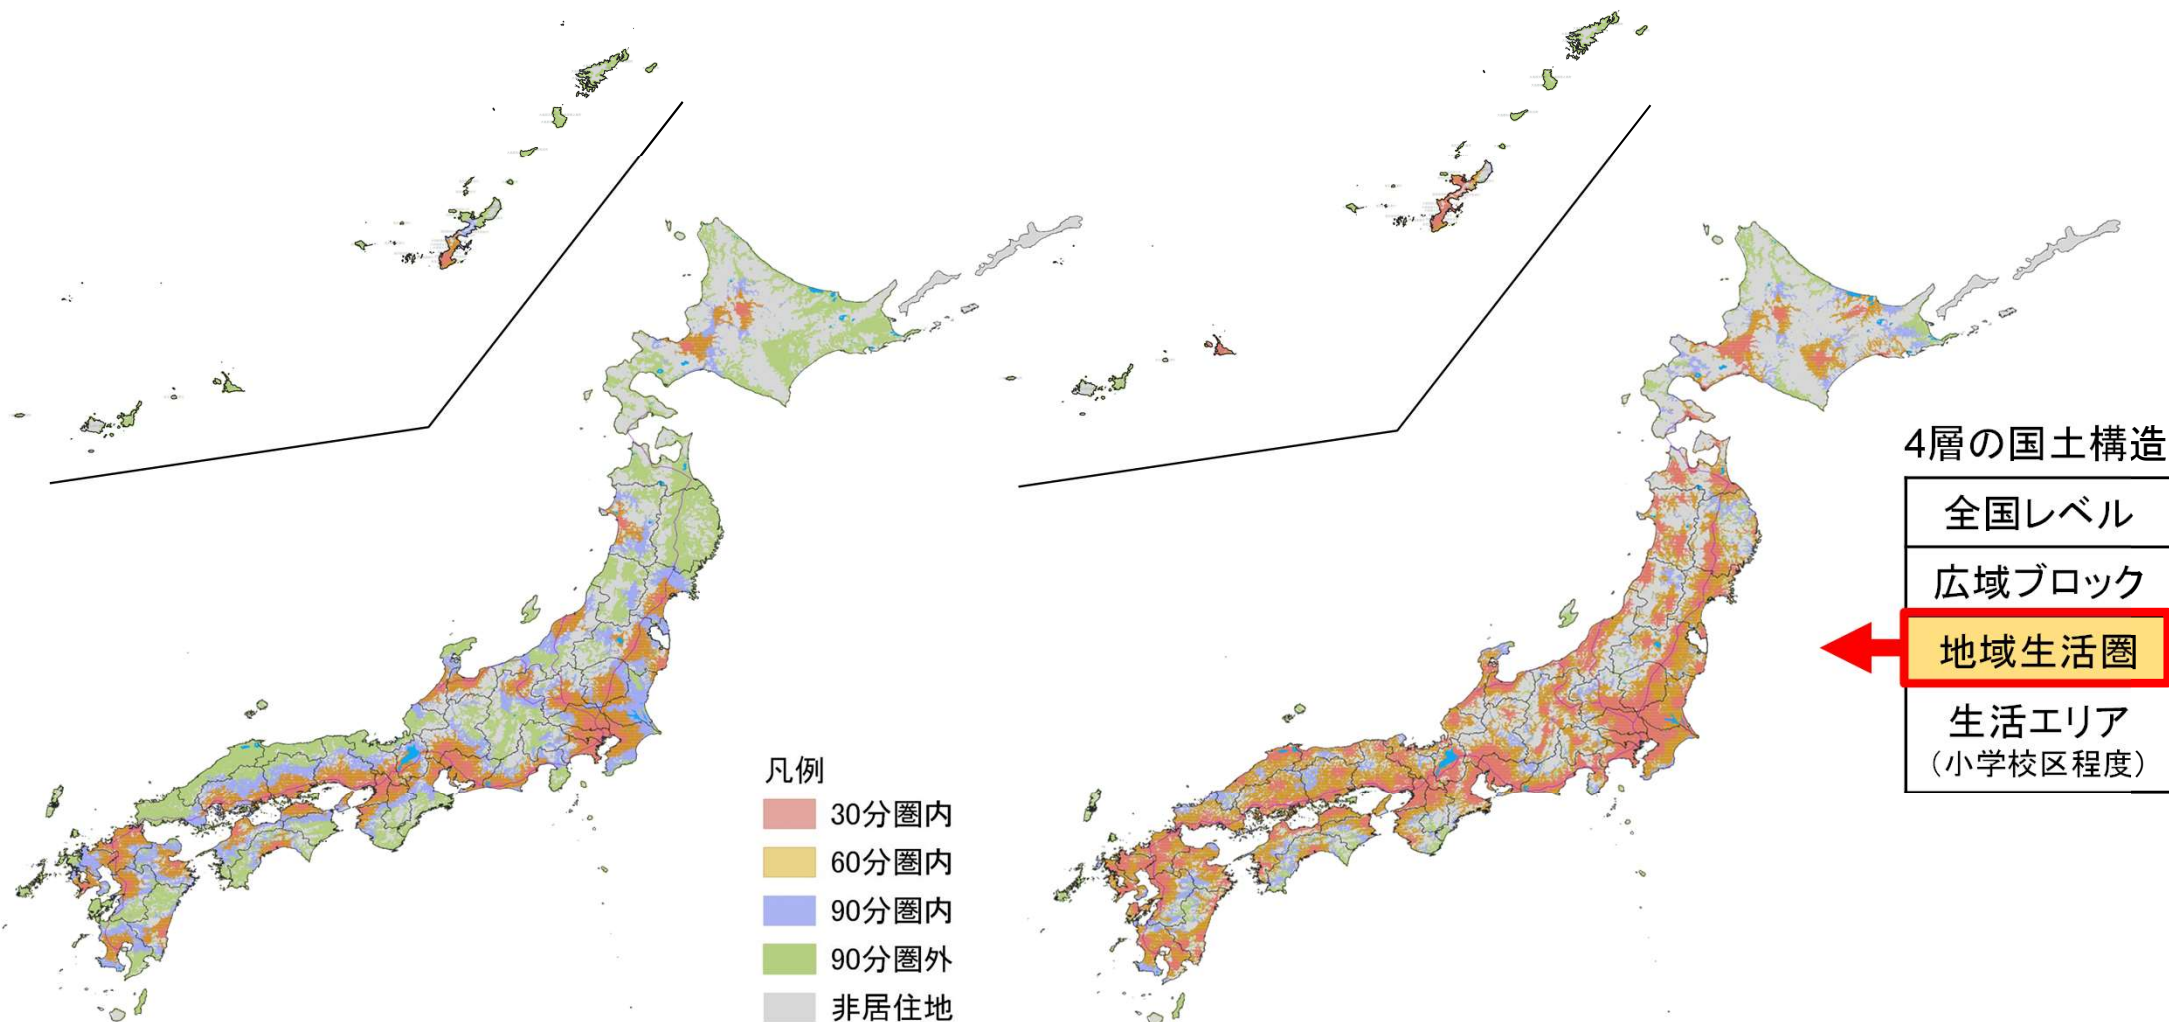 凡例
30分圏内
60分圏内
90分圏内
90分圏外
非居住地
4層の国土構造
全国レベル
広域ブロック
地域生活圏
生活エリア
(小学校区程度)